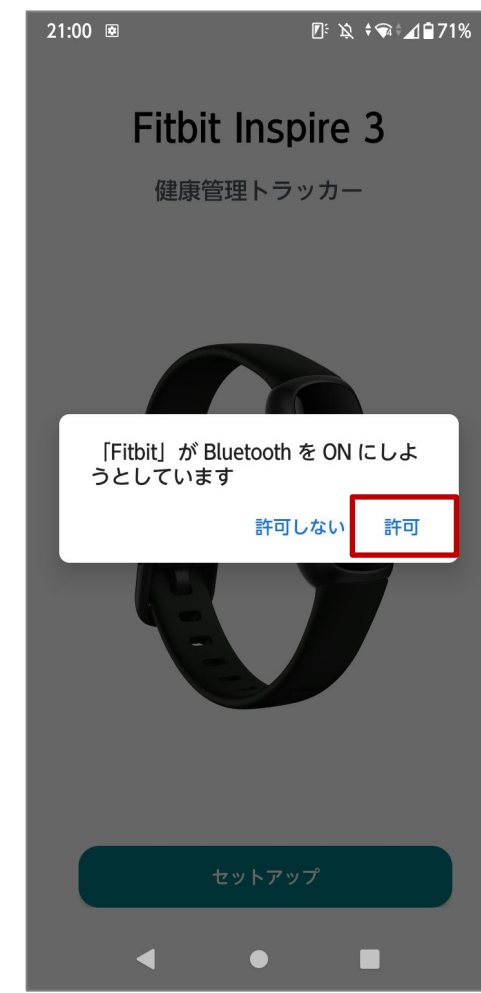 21:00 71%
Fitbit Inspire 3
健康管理トラッカー
「Fitbit」が Bluetooth を ON にしよ
うとしています
許可しない 許可
セットアップ